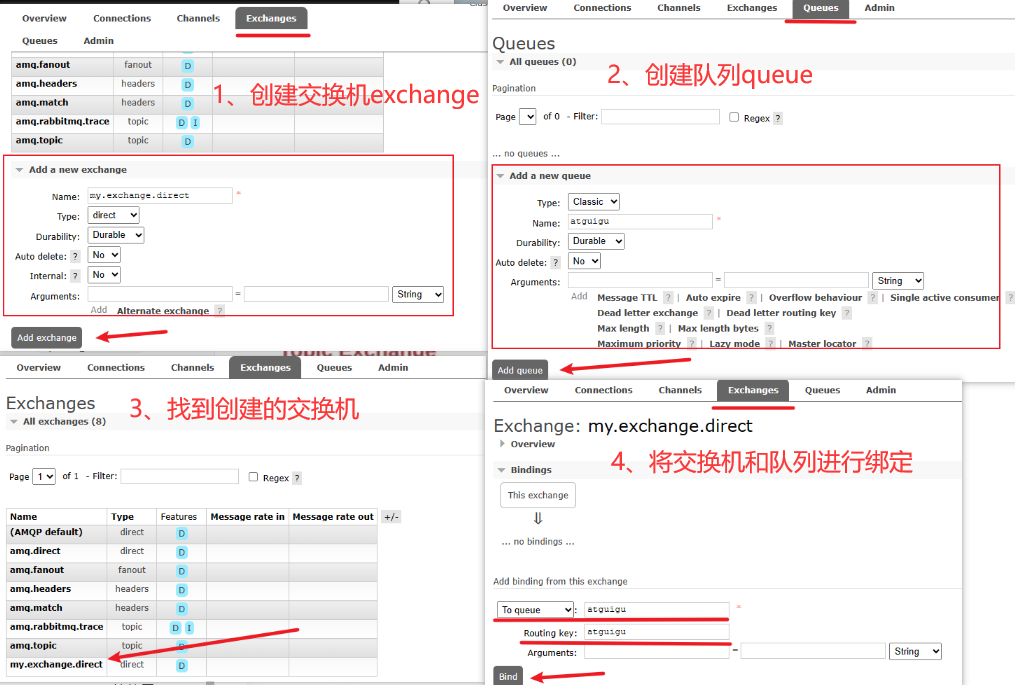 Overview Connections Channels Exchanges
Queues Admin
amq.fanout fanout D
amq.headers headers D
amq.match headers D
amq.rabbitmq.trace topic D I
amq.topic topic D
1、创建交换机exchange
Add a new exchange
Name: my.exchange.direct *
Type: direct
Durability: Durable
Auto delete: ? No
Internal: ? No
Arguments: = String
Add Alternate exchange ?
Add exchange
Overview Connections Channels Exchanges Queues Admin
Queues
All queues (0)
2、创建队列queue
Pagination
Page of 0 - Filter: Regex ?
... no queues ...
Add a new queue
Type: Classic
Name: atguigu *
Durability: Durable
Auto delete: ? No
Arguments: = String
Add Message TTL ? | Auto expire ? | Overflow behaviour ? | Single active consumer ?
Dead letter exchange ? | Dead letter routing key ?
Max length ? | Max length bytes ?
Maximum priority ? | Lazy mode ? | Master locator ?
Add queue
Topic Exchange
Overview Connections Channels Exchanges Queues Admin
Exchanges
3、找到创建的交换机
All exchanges (8)
Pagination
Page 1 of 1 - Filter: Regex ?
Name Type Features Message rate in Message rate out +/-
(AMQP default) direct D
amq.direct direct D
amq.fanout fanout D
amq.headers headers D
amq.match headers D
amq.rabbitmq.trace topic D I
amq.topic topic D
my.exchange.direct direct D
Overview Connections Channels Exchanges Queues Admin
Exchange: my.exchange.direct
Overview
4、将交换机和队列进行绑定
Bindings
This exchange
⇓
... no bindings ...
Add binding from this exchange
To queue : atguigu *
Routing key: atguigu
Arguments: = String
Bind